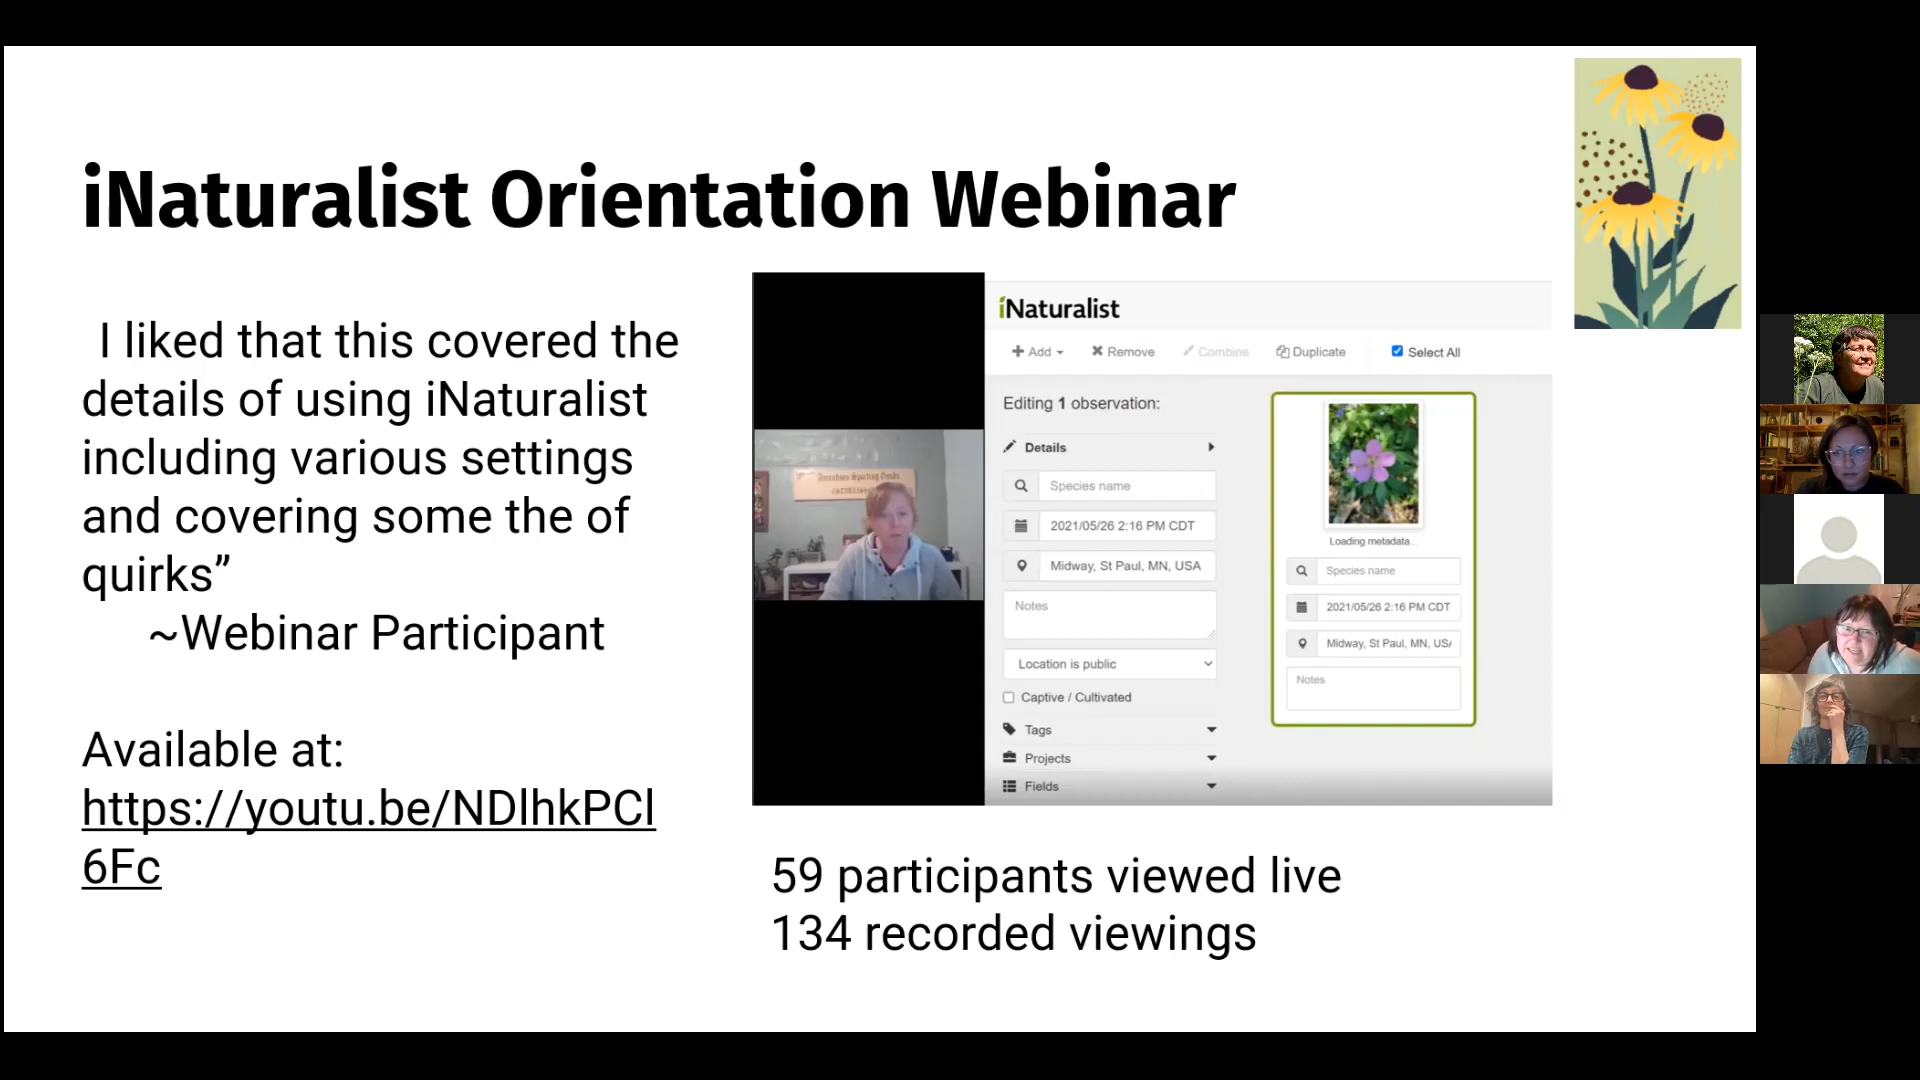 iNaturalist Orientation Webinar
I liked that this covered the
details of using iNaturalist
including various settings
and covering some the of
quirks”
~Webinar Participant
Available at:
https://youtu.be/NDlhkPCl
6Fc
iNaturalist
Add Remove Combine Duplicate Select All
Editing 1 observation:
Details
Species name
2021/05/26 2:16 PM CDT
Midway, St Paul, MN, USA
Notes
Location is public
Captive / Cultivated
Tags
Projects
Fields
Loading metadata...
Species name
2021/05/26 2:16 PM CDT
Midway, St Paul, MN, USA
Notes
59 participants viewed live
134 recorded viewings